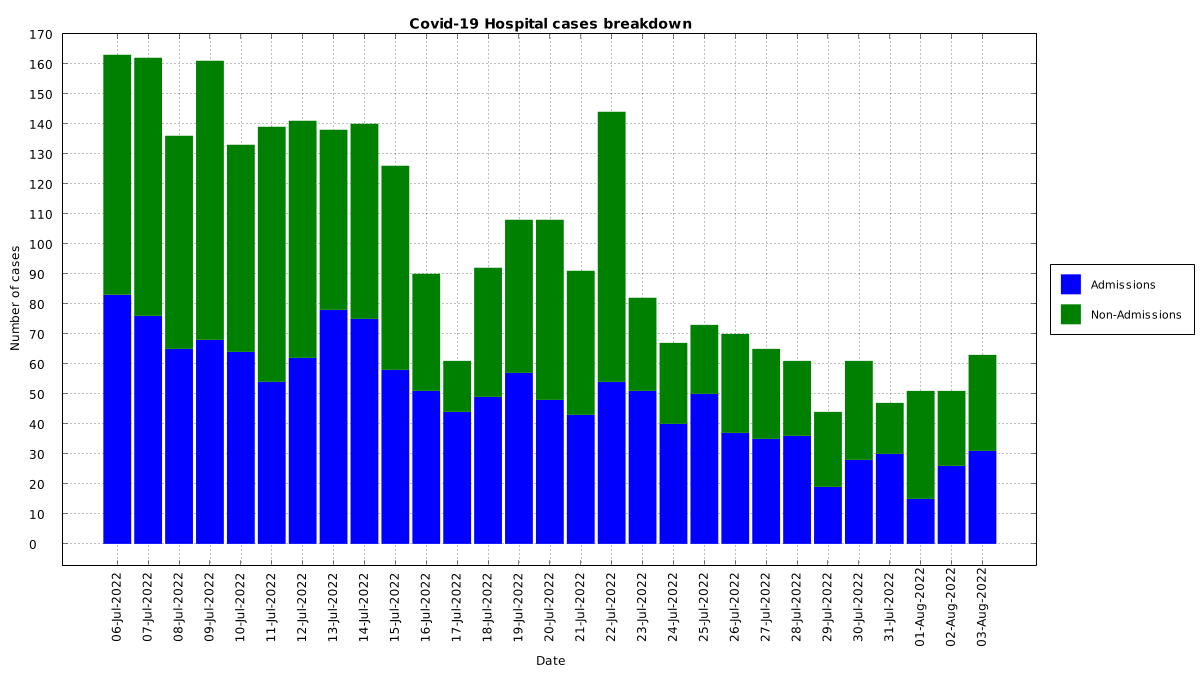 Covid-19 Hospital cases breakdown
170
160
150
140
130
120
110
100
90
80
70
60
50
40
30
20
10
0
Number of cases
06-Jul-2022
07-Jul-2022
08-Jul-2022
09-Jul-2022
10-Jul-2022
11-Jul-2022
12-Jul-2022
13-Jul-2022
14-Jul-2022
15-Jul-2022
16-Jul-2022
17-Jul-2022
18-Jul-2022
19-Jul-2022
20-Jul-2022
21-Jul-2022
22-Jul-2022
23-Jul-2022
24-Jul-2022
25-Jul-2022
26-Jul-2022
27-Jul-2022
28-Jul-2022
29-Jul-2022
30-Jul-2022
31-Jul-2022
01-Aug-2022
02-Aug-2022
03-Aug-2022
Date
Admissions
Non-Admissions